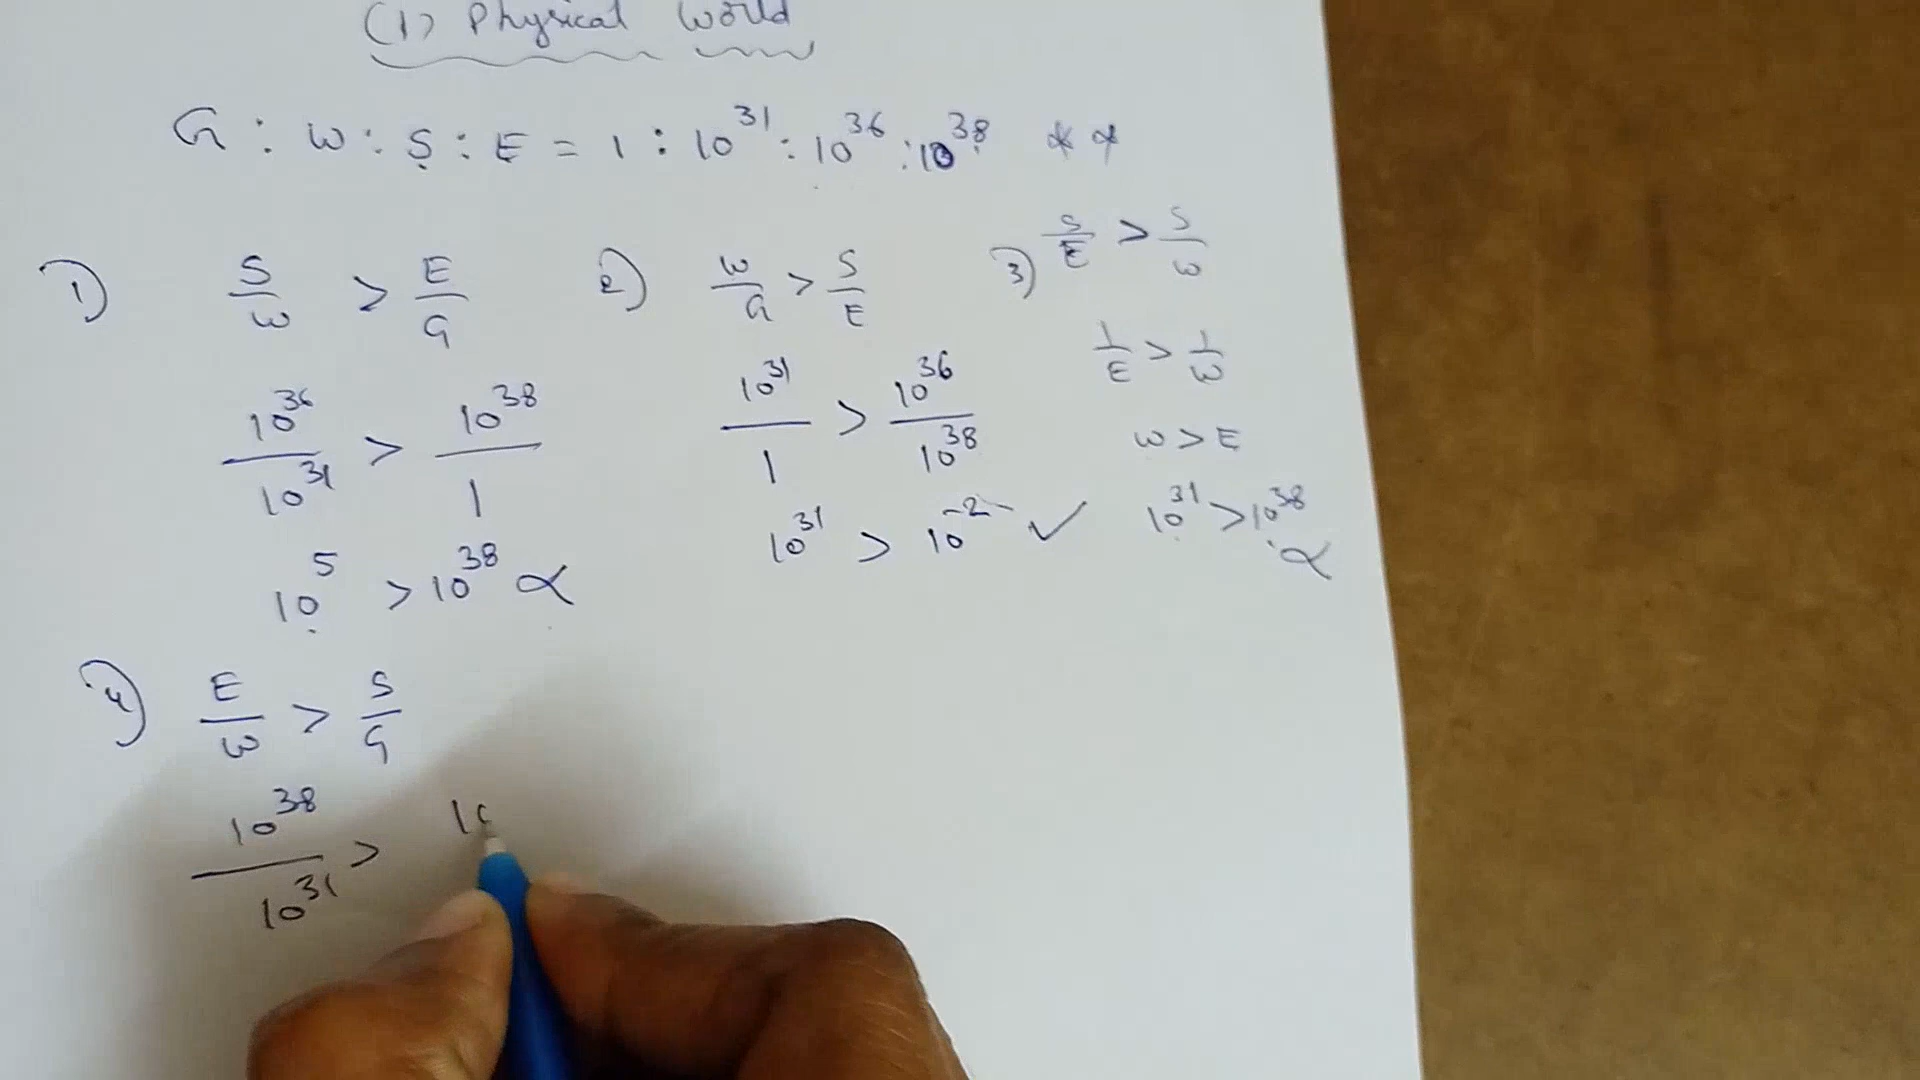 (1) Physical World
G : W : S : E = 1 : 10^31 : 10^36 : 10^38 * *
1) S/W > E/G
10^36/10^31 > 10^38/1
10^5 > 10^38 ×
2) W/G > S/E
10^31/1 > 10^36/10^38
10^31 > 10^-2 ✓
3) S/E > S/W
1/E > 1/W
W > E
10^31 > 10^38 ×
4) E/W > S/G
10^38/10^31 > 10